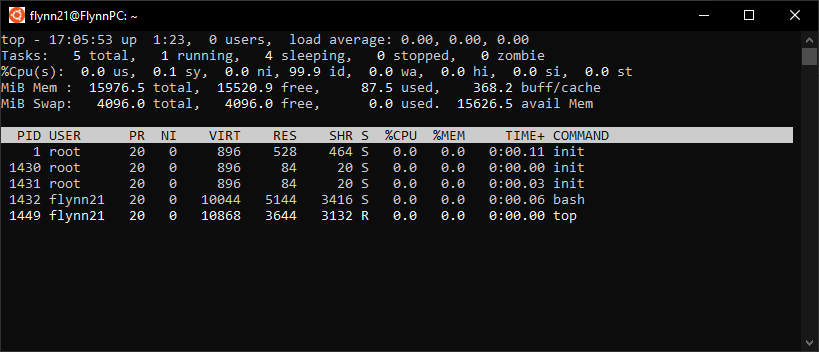 flynn21@FlynnPC: ~
top - 17:05:53 up  1:23,  0 users,  load average: 0.00, 0.00, 0.00
Tasks:   5 total,   1 running,   4 sleeping,   0 stopped,   0 zombie
%Cpu(s):  0.0 us,  0.1 sy,  0.0 ni, 99.9 id,  0.0 wa,  0.0 hi,  0.0 si,  0.0 st
MiB Mem :  15976.5 total,  15520.9 free,     87.5 used,    368.2 buff/cache
MiB Swap:   4096.0 total,   4096.0 free,      0.0 used.  15626.5 avail Mem
  PID USER      PR  NI    VIRT    RES    SHR S  %CPU  %MEM     TIME+ COMMAND
    1 root      20   0     896    528    464 S   0.0   0.0   0:00.11 init
 1430 root      20   0     896     84     20 S   0.0   0.0   0:00.00 init
 1431 root      20   0     896     84     20 S   0.0   0.0   0:00.03 init
 1432 flynn21   20   0   10044   5144   3416 S   0.0   0.0   0:00.06 bash
 1449 flynn21   20   0   10868   3644   3132 R   0.0   0.0   0:00.00 top